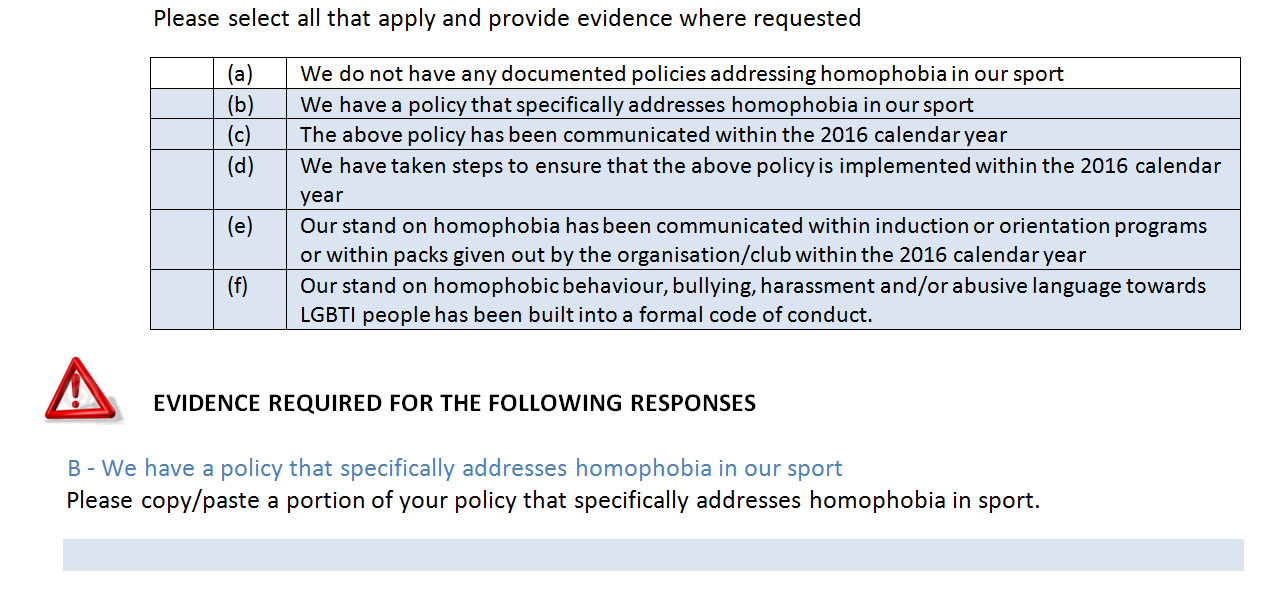 Please select all that apply and provide evidence where requested
(a) We do not have any documented policies addressing homophobia in our sport
(b) We have a policy that specifically addresses homophobia in our sport
(c) The above policy has been communicated within the 2016 calendar year
(d) We have taken steps to ensure that the above policy is implemented within the 2016 calendar
year
(e) Our stand on homophobia has been communicated within induction or orientation programs
or within packs given out by the organisation/club within the 2016 calendar year
(f) Our stand on homophobic behaviour, bullying, harassment and/or abusive language towards
LGBTI people has been built into a formal code of conduct.
EVIDENCE REQUIRED FOR THE FOLLOWING RESPONSES
B - We have a policy that specifically addresses homophobia in our sport
Please copy/paste a portion of your policy that specifically addresses homophobia in sport.